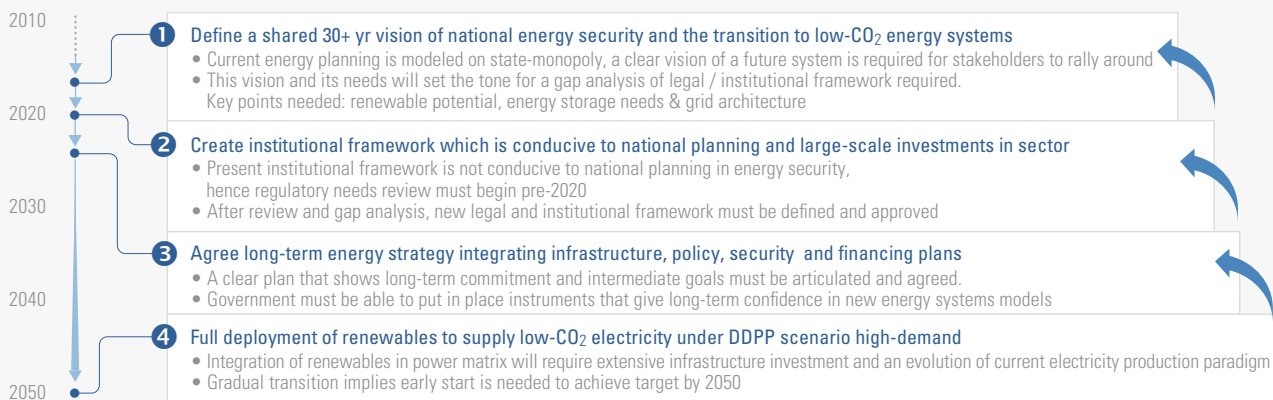 2010
1 Define a shared 30+ yr vision of national energy security and the transition to low-CO2 energy systems
• Current energy planning is modeled on state-monopoly, a clear vision of a future system is required for stakeholders to rally around
• This vision and its needs will set the tone for a gap analysis of legal / institutional framework required.
Key points needed: renewable potential, energy storage needs & grid architecture
2020
2 Create institutional framework which is conducive to national planning and large-scale investments in sector
• Present institutional framework is not conducive to national planning in energy security,
hence regulatory needs review must begin pre-2020
• After review and gap analysis, new legal and institutional framework must be defined and approved
2030
3 Agree long-term energy strategy integrating infrastructure, policy, security and financing plans
• A clear plan that shows long-term commitment and intermediate goals must be articulated and agreed.
• Government must be able to put in place instruments that give long-term confidence in new energy systems models
2040
4 Full deployment of renewables to supply low-CO2 electricity under DDPP scenario high-demand
• Integration of renewables in power matrix will require extensive infrastructure investment and an evolution of current electricity production paradigm
• Gradual transition implies early start is needed to achieve target by 2050
2050